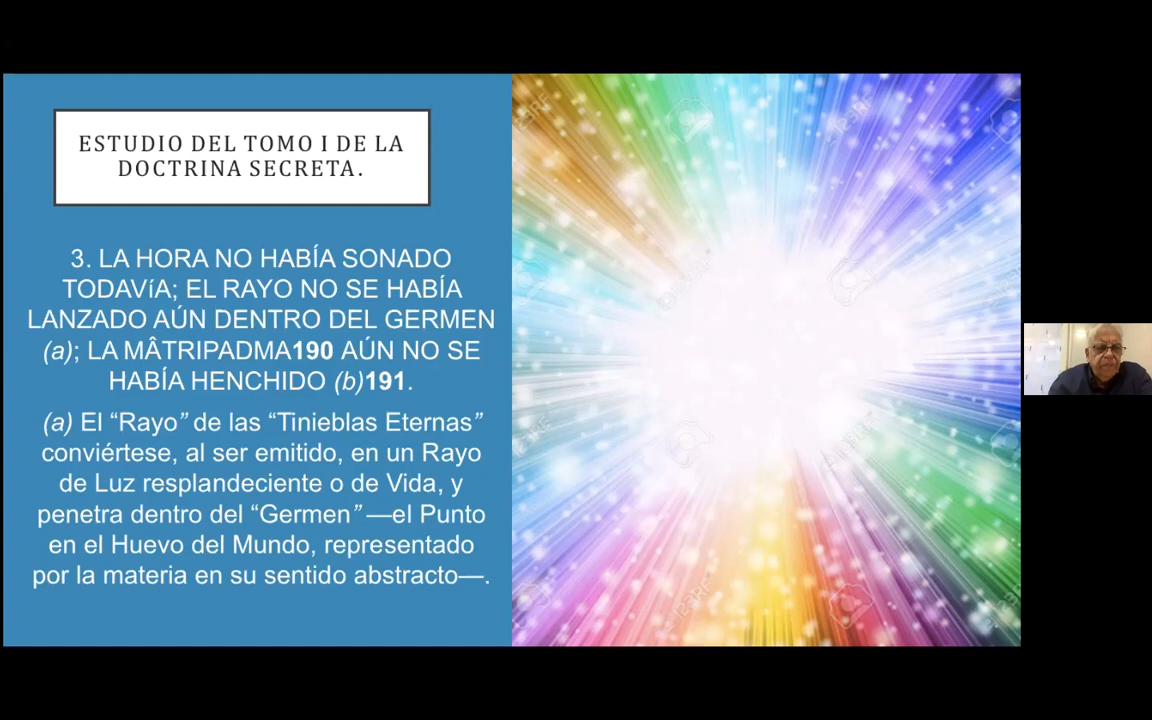 ESTUDIO DEL TOMO I DE LA
DOCTRINA SECRETA.
3. LA HORA NO HABÍA SONADO
TODAVíA; EL RAYO NO SE HABÍA
LANZADO AÚN DENTRO DEL GERMEN
(a); LA MÂTRIPADMA190 AÚN NO SE
HABÍA HENCHIDO (b)191.
(a) El “Rayo” de las “Tinieblas Eternas”
conviértese, al ser emitido, en un Rayo
de Luz resplandeciente o de Vida, y
penetra dentro del “Germen” —el Punto
en el Huevo del Mundo, representado
por la materia en su sentido abstracto—.